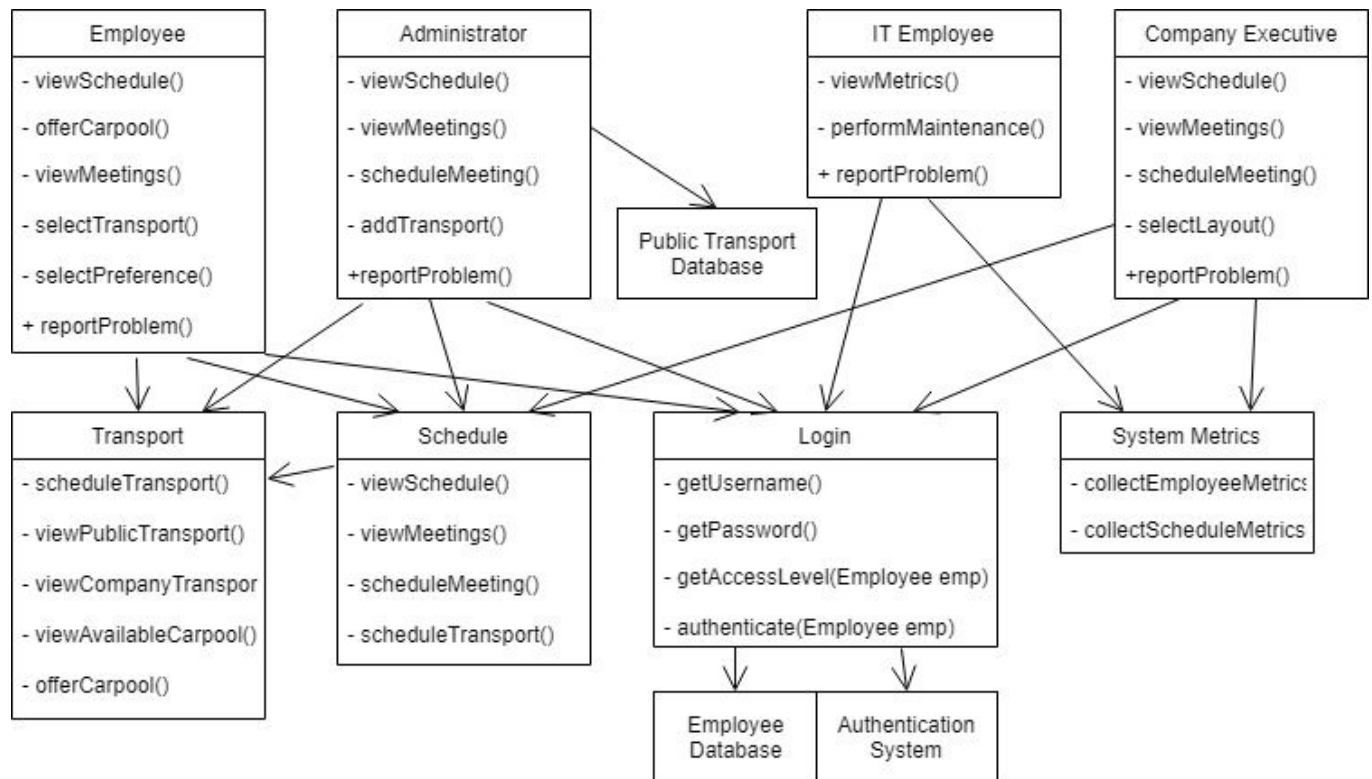 Employee
- viewSchedule()
- offerCarpool()
- viewMeetings()
- selectTransport()
- selectPreference()
+ reportProblem()
Administrator
- viewSchedule()
- viewMeetings()
- scheduleMeeting()
- addTransport()
+reportProblem()
Public Transport
Database
IT Employee
- viewMetrics()
- performMaintenance()
+ reportProblem()
Company Executive
- viewSchedule()
- viewMeetings()
- scheduleMeeting()
- selectLayout()
+reportProblem()
Transport
- scheduleTransport()
- viewPublicTransport()
- viewCompanyTranspor
- viewAvailableCarpool()
- offerCarpool()
Schedule
- viewSchedule()
- viewMeetings()
- scheduleMeeting()
- scheduleTransport()
Login
- getUsername()
- getPassword()
- getAccessLevel(Employee emp)
- authenticate(Employee emp)
System Metrics
- collectEmployeeMetrics
- collectScheduleMetrics
Employee
Database
Authentication
System